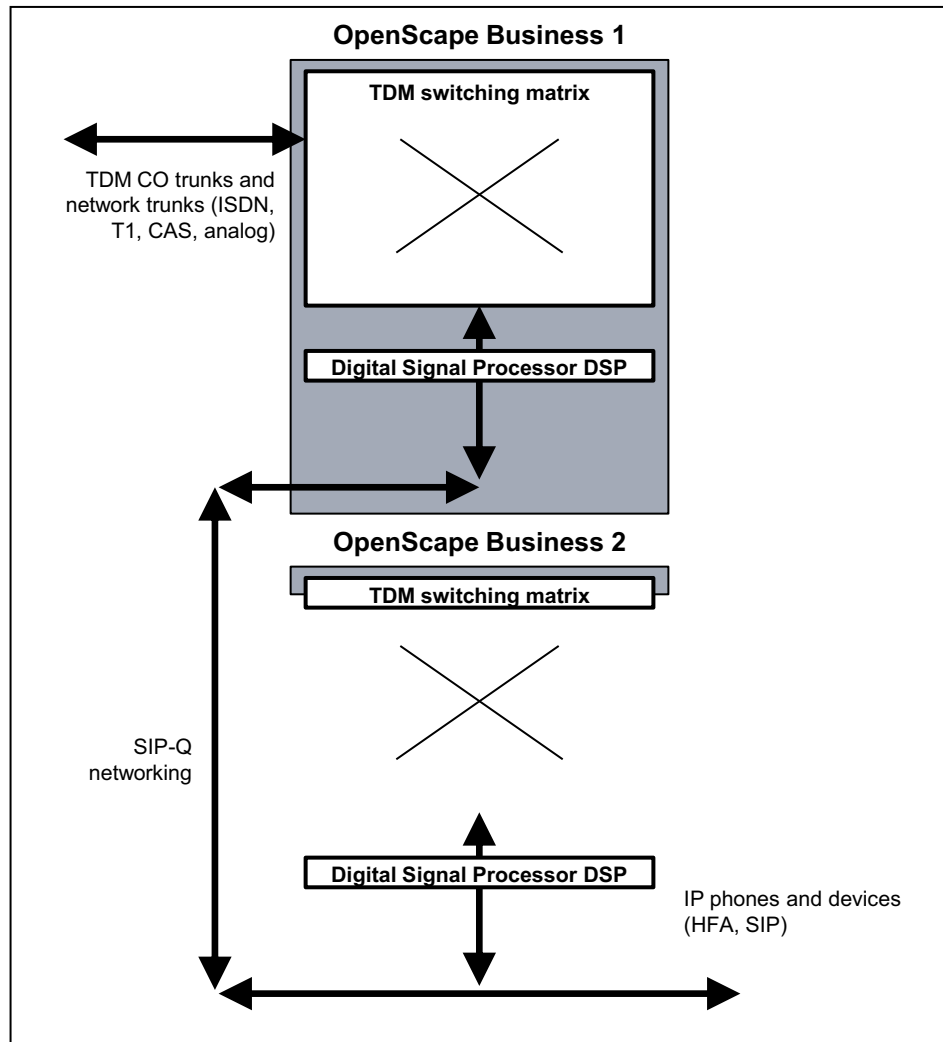 OpenScape Business 1
TDM switching matrix
TDM CO trunks and
network trunks (ISDN,
T1, CAS, analog)
Digital Signal Processor DSP
OpenScape Business 2
TDM switching matrix
SIP-Q
networking
Digital Signal Processor DSP
IP phones and devices
(HFA, SIP)